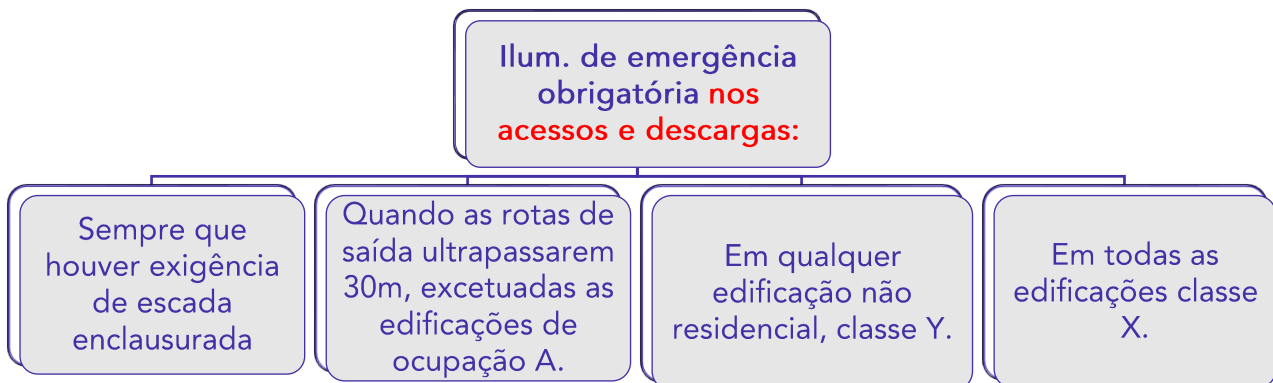 Ilum. de emergência
obrigatória nos
acessos e descargas:
Sempre que
houver exigência
de escada
enclausurada
Quando as rotas de
saída ultrapassarem
30m, excetuadas as
edificações de
ocupação A.
Em qualquer
edificação não
residencial, classe Y.
Em todas as
edificações classe
X.